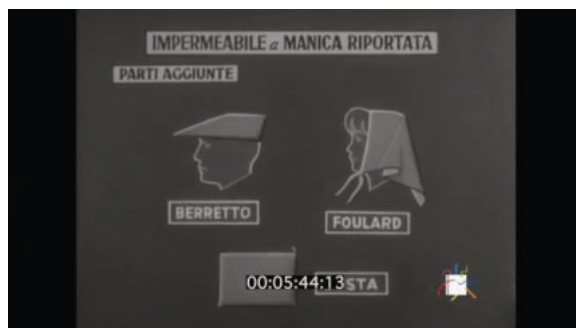 IMPERMEABILE a MANICA RIPORTATA
PARTI AGGIUNTE
BERRETTO
FOULARD
00:05:44:13